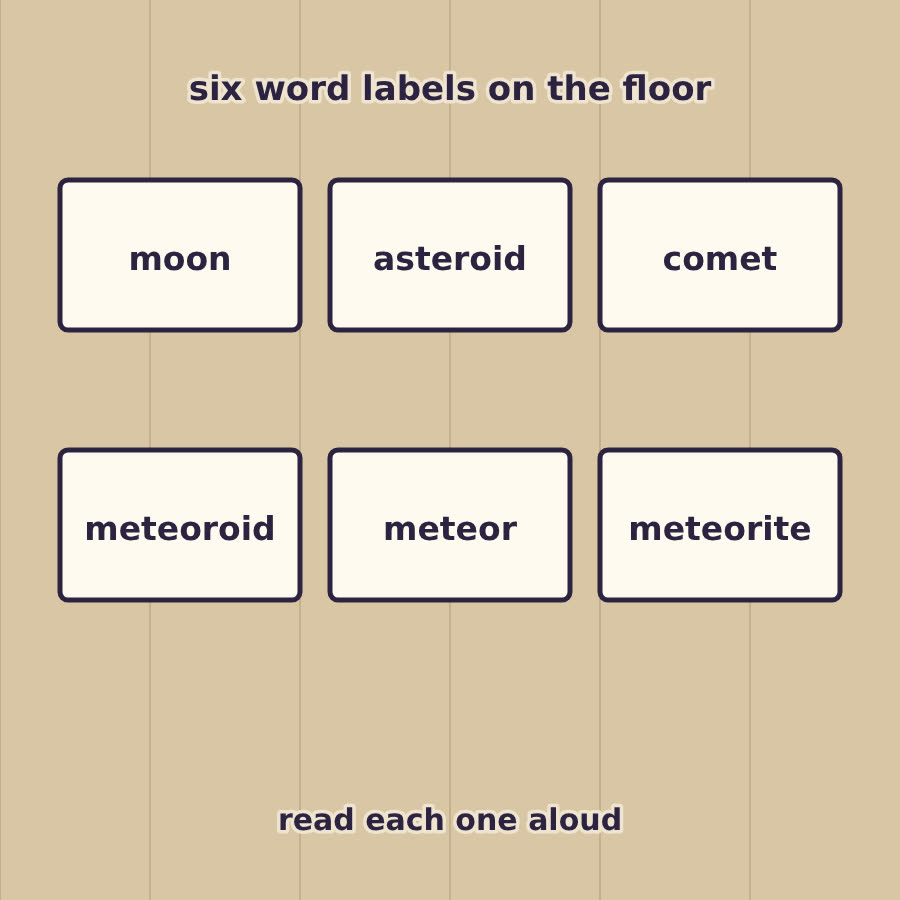 six word labels on the floor
moon
asteroid
comet
meteoroid
meteor
meteorite
read each one aloud